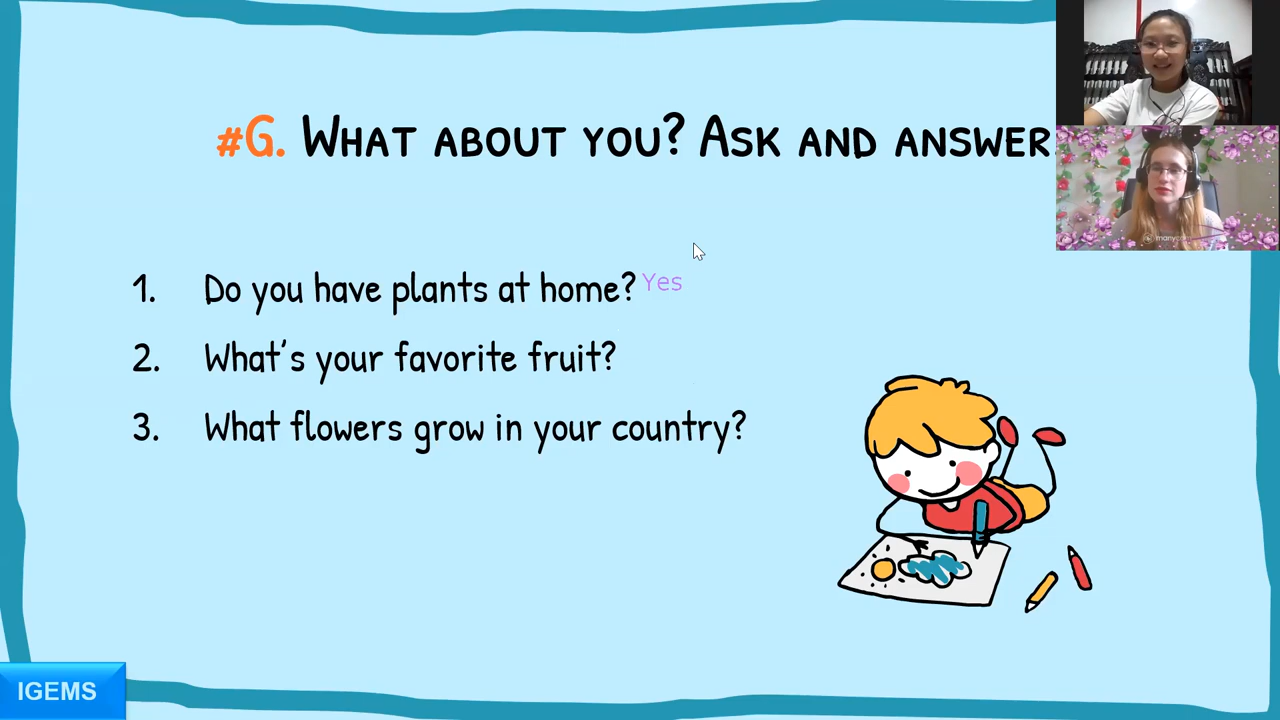 #G. What about you? Ask and answer.
1. Do you have plants at home? Yes
2. What's your favorite fruit?
3. What flowers grow in your country?
IGEMS